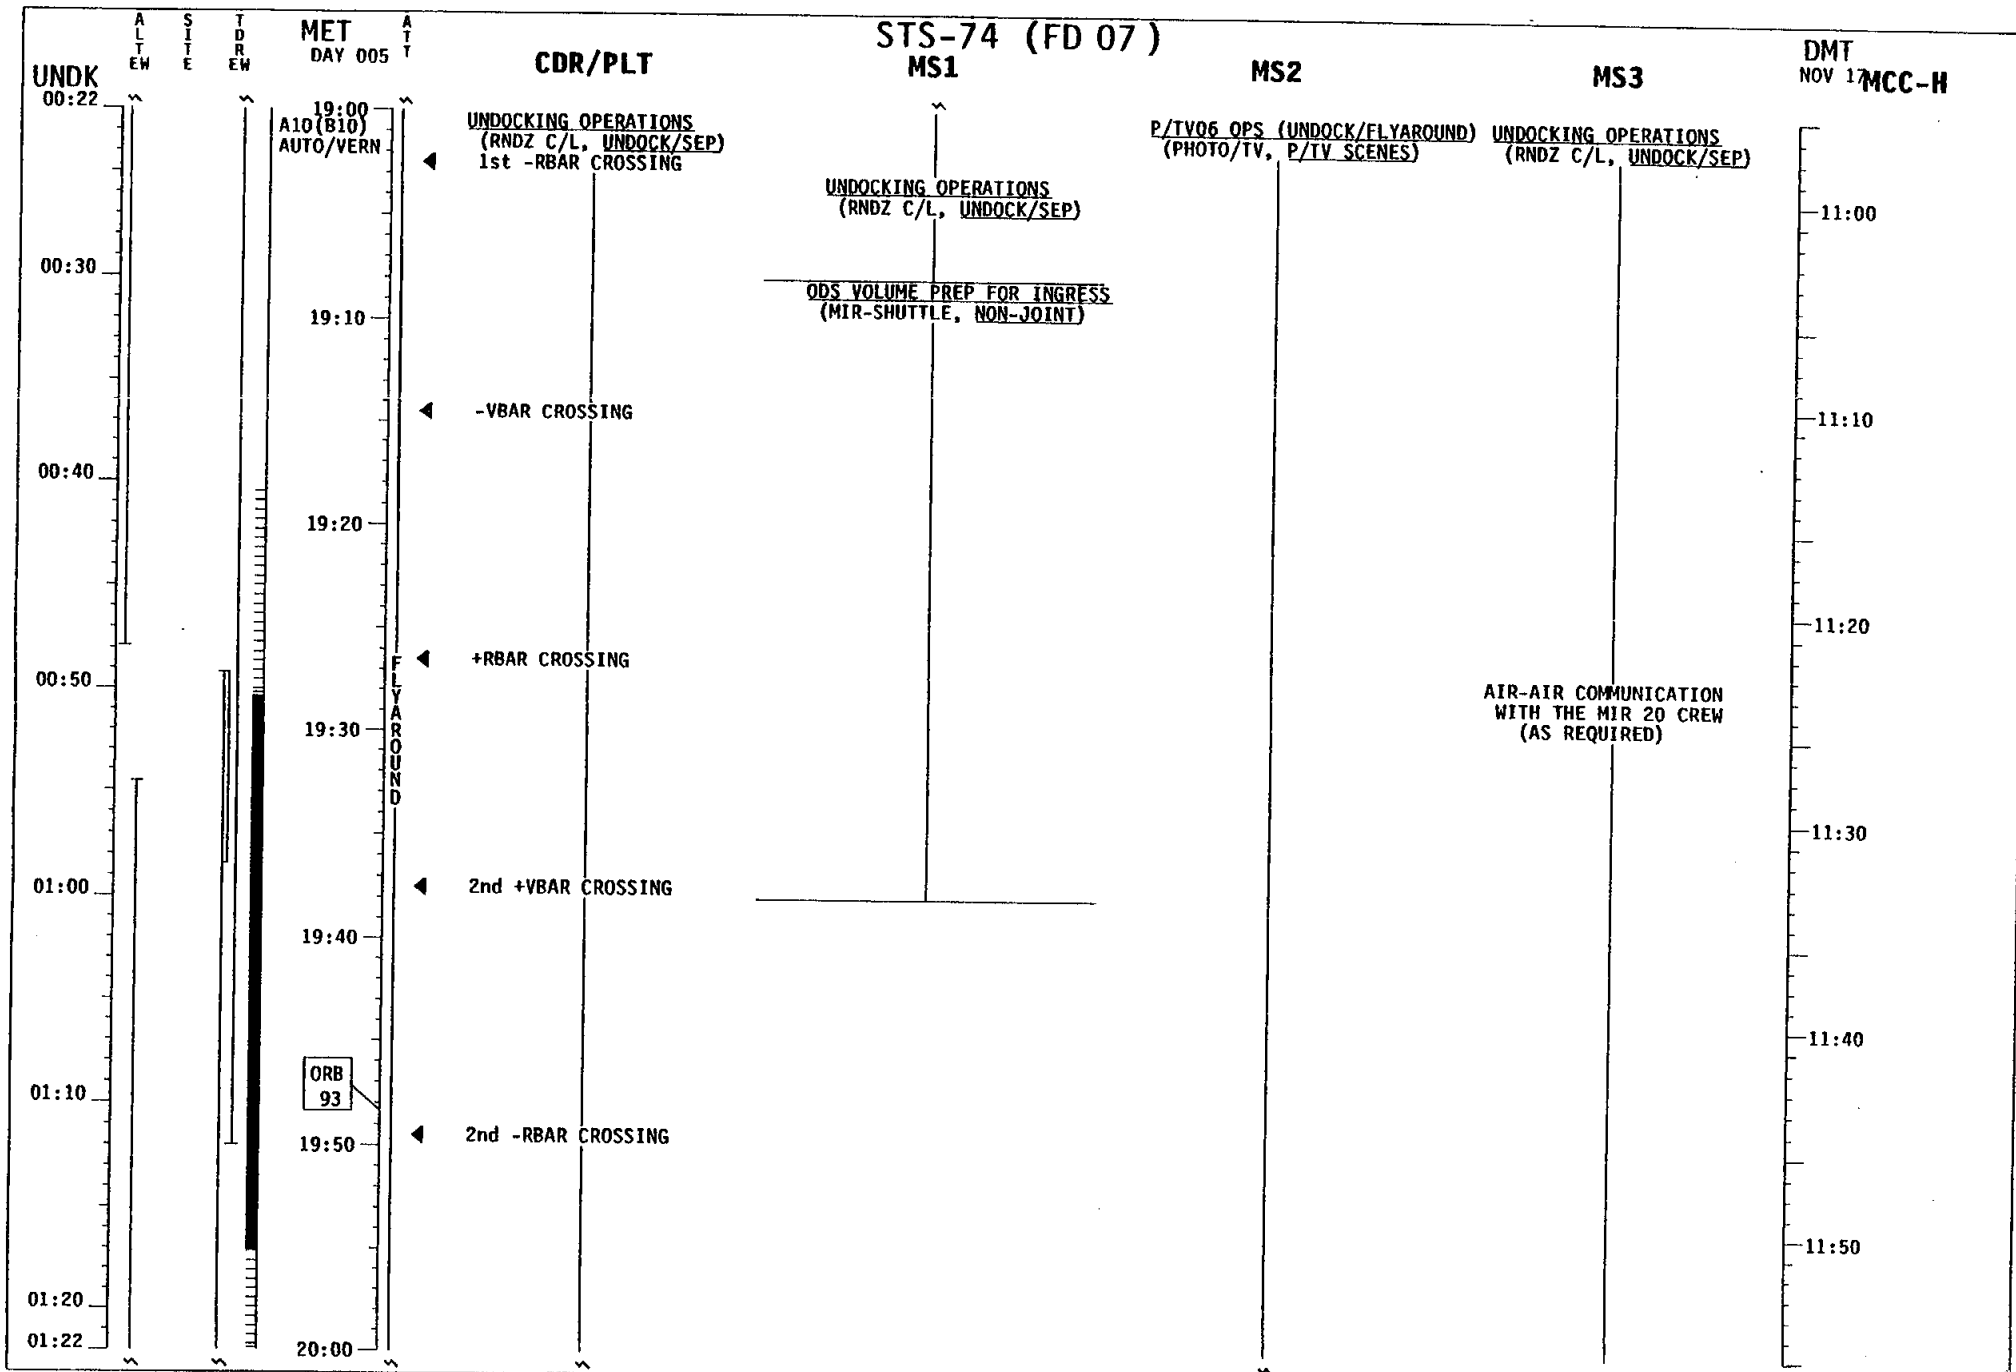 STS-74 (FD 07)
UNDK
ALT EW
SITE
TDR EW
MET
DAY 005
ATT
CDR/PLT
MS1
MS2
MS3
DMT
NOV 17
MCC-H
00:22
00:30
00:40
00:50
01:00
01:10
01:20
01:22
19:00
A10(B10)
AUTO/VERN
19:10
19:20
19:30
19:40
ORB
93
19:50
20:00
FLYAROUND
UNDOCKING OPERATIONS
(RNDZ C/L, UNDOCK/SEP)
1st -RBAR CROSSING
-VBAR CROSSING
+RBAR CROSSING
2nd +VBAR CROSSING
2nd -RBAR CROSSING
UNDOCKING OPERATIONS
(RNDZ C/L, UNDOCK/SEP)
ODS VOLUME PREP FOR INGRESS
(MIR-SHUTTLE, NON-JOINT)
P/TV06 OPS (UNDOCK/FLYAROUND)
(PHOTO/TV, P/TV SCENES)
UNDOCKING OPERATIONS
(RNDZ C/L, UNDOCK/SEP)
AIR-AIR COMMUNICATION
WITH THE MIR 20 CREW
(AS REQUIRED)
11:00
11:10
11:20
11:30
11:40
11:50